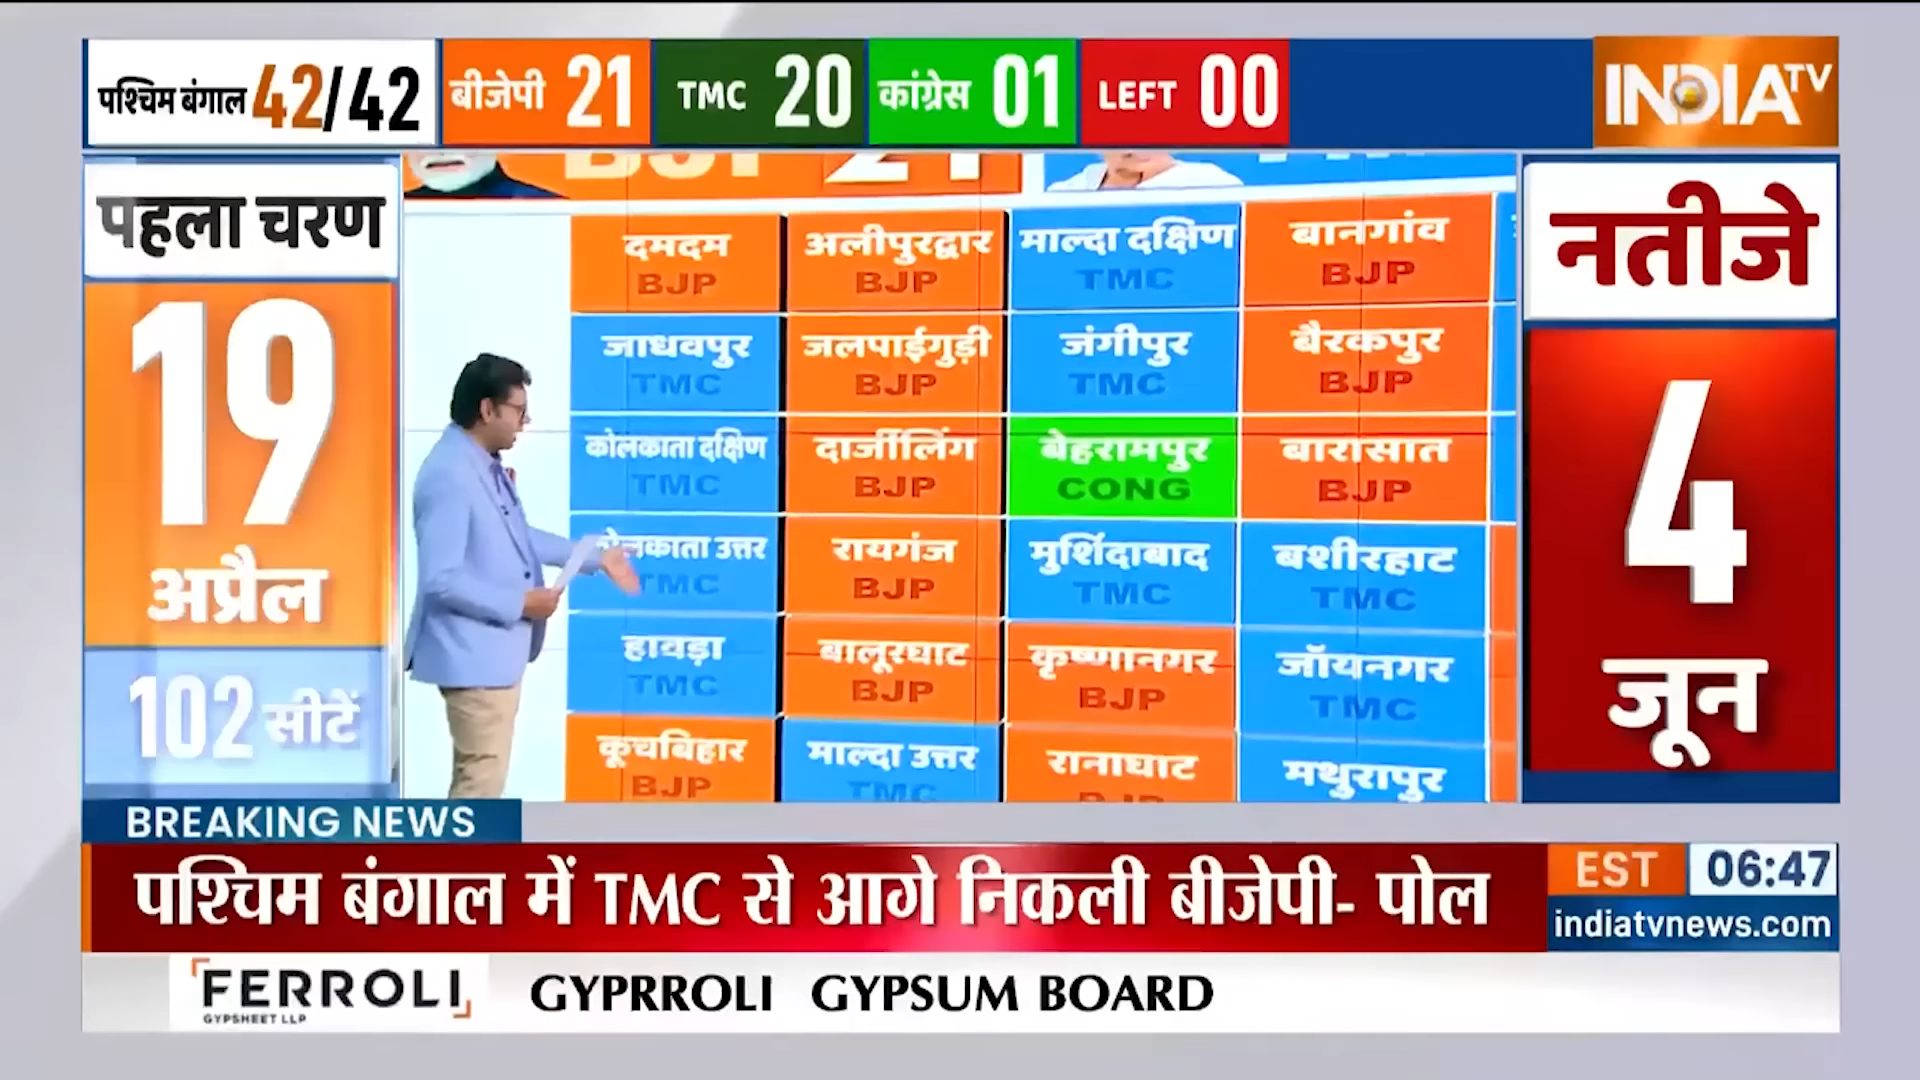 पश्चिम बंगाल 42/42
बीजेपी 21
TMC 20
कांग्रेस 01
LEFT 00
INDIA TV
पहला चरण
19
अप्रैल
102 सीटें
BJP 21
दमदम
BJP
अलीपुरद्वार
BJP
माल्दा दक्षिण
TMC
बानगांव
BJP
जाधवपुर
TMC
जलपाईगुड़ी
BJP
जंगीपुर
TMC
बैरकपुर
BJP
कोलकाता दक्षिण
TMC
दार्जीलिंग
BJP
बेहरामपुर
CONG
बारासात
BJP
कोलकाता उत्तर
TMC
रायगंज
BJP
मुर्शिदाबाद
TMC
बशीरहाट
TMC
हावड़ा
TMC
बालूरघाट
BJP
कृष्णानगर
BJP
जॉयनगर
TMC
कूचबिहार
BJP
माल्दा उत्तर
TMC
रानाघाट
BJP
मथुरापुर
नतीजे
4
जून
BREAKING NEWS
पश्चिम बंगाल में TMC से आगे निकली बीजेपी- पोल
EST 06:47
indiatvnews.com
FERROLI
GYPSHEET LLP
GYPRROLI GYPSUM BOARD